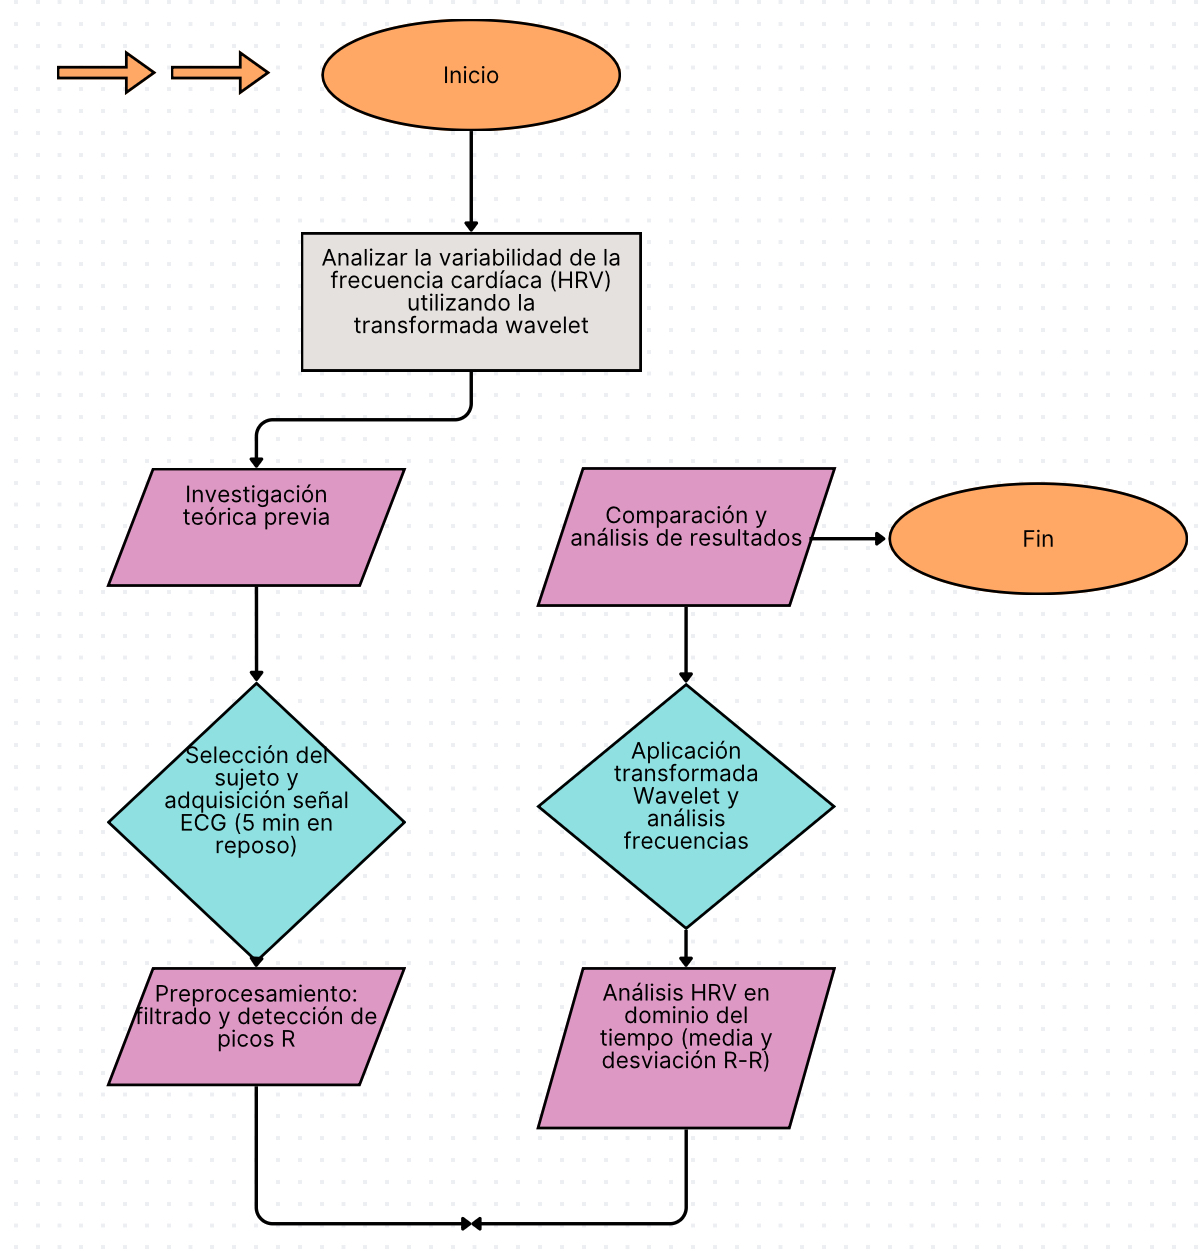 Inicio
Analizar la variabilidad de la
frecuencia cardíaca (HRV)
utilizando la
transformada wavelet
Investigación
teórica previa
Comparación y
análisis de resultados
Fin
Selección del
sujeto y
adquisición señal
ECG (5 min en
reposo)
Aplicación
transformada
Wavelet y
análisis
frecuencias
Preprocesamiento:
filtrado y detección de
picos R
Análisis HRV en
dominio del
tiempo (media y
desviación R-R)